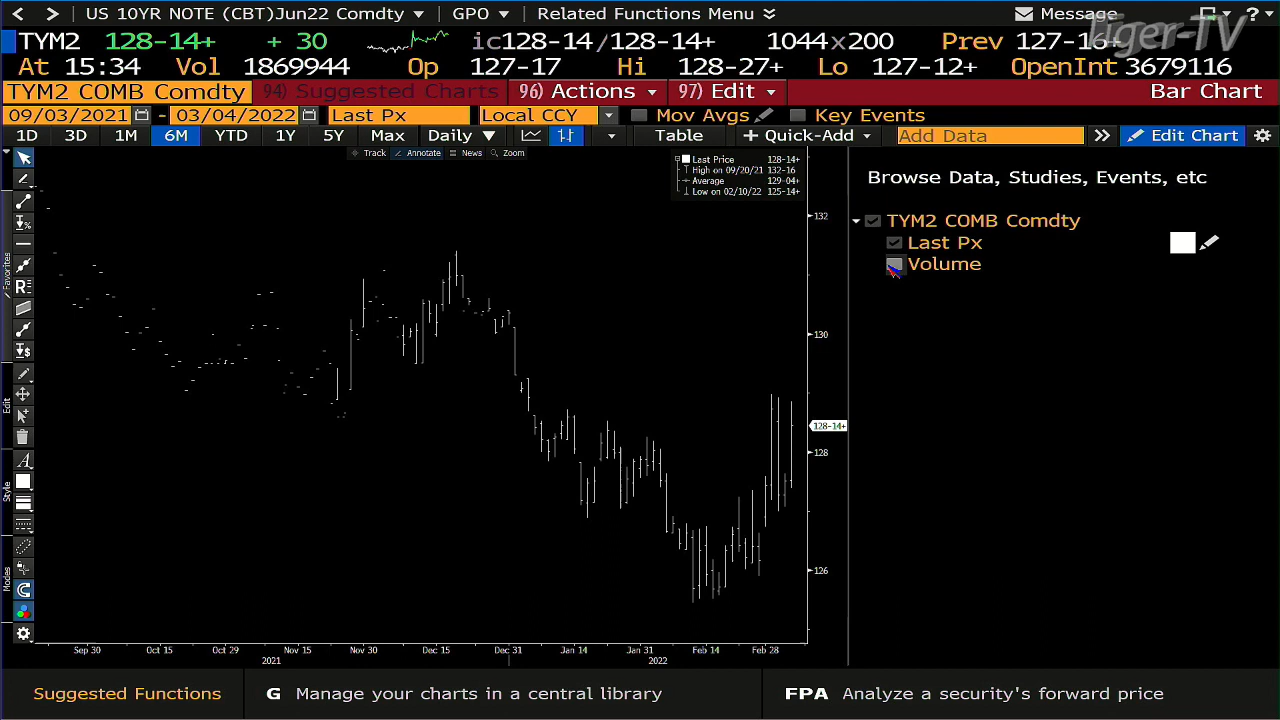 US 10YR NOTE (CBT)Jun22 Comdty GPO Related Functions Menu Message ?
Tiger-TV
TYM2 128-14+ + 30 ic128-14/128-14+ 1044x200 Prev 127-16+
At 15:34 Vol 1869944 Op 127-17 Hi 128-27+ Lo 127-12+ OpenInt 3679116
TYM2 COMB Comdty 94) Suggested Charts 96) Actions 97) Edit Bar Chart
09/03/2021 - 03/04/2022 Last Px Local CCY Mov Avgs Key Events
1D 3D 1M 6M YTD 1Y 5Y Max Daily Table + Quick-Add Add Data Edit Chart
Track Annotate News Zoom
Last Price 128-14+
High on 09/20/21 132-16
Average 129-04+
Low on 02/10/22 125-14+
Browse Data, Studies, Events, etc
TYM2 COMB Comdty
Last Px
Volume
Favorites
Edit
Style
Modes
132
130
128-14+
128
126
Sep 30 Oct 15 Oct 29 Nov 15 Nov 30 Dec 15 Dec 31 Jan 14 Jan 31 Feb 14 Feb 28
2021 2022
Suggested Functions G Manage your charts in a central library FPA Analyze a security's forward price